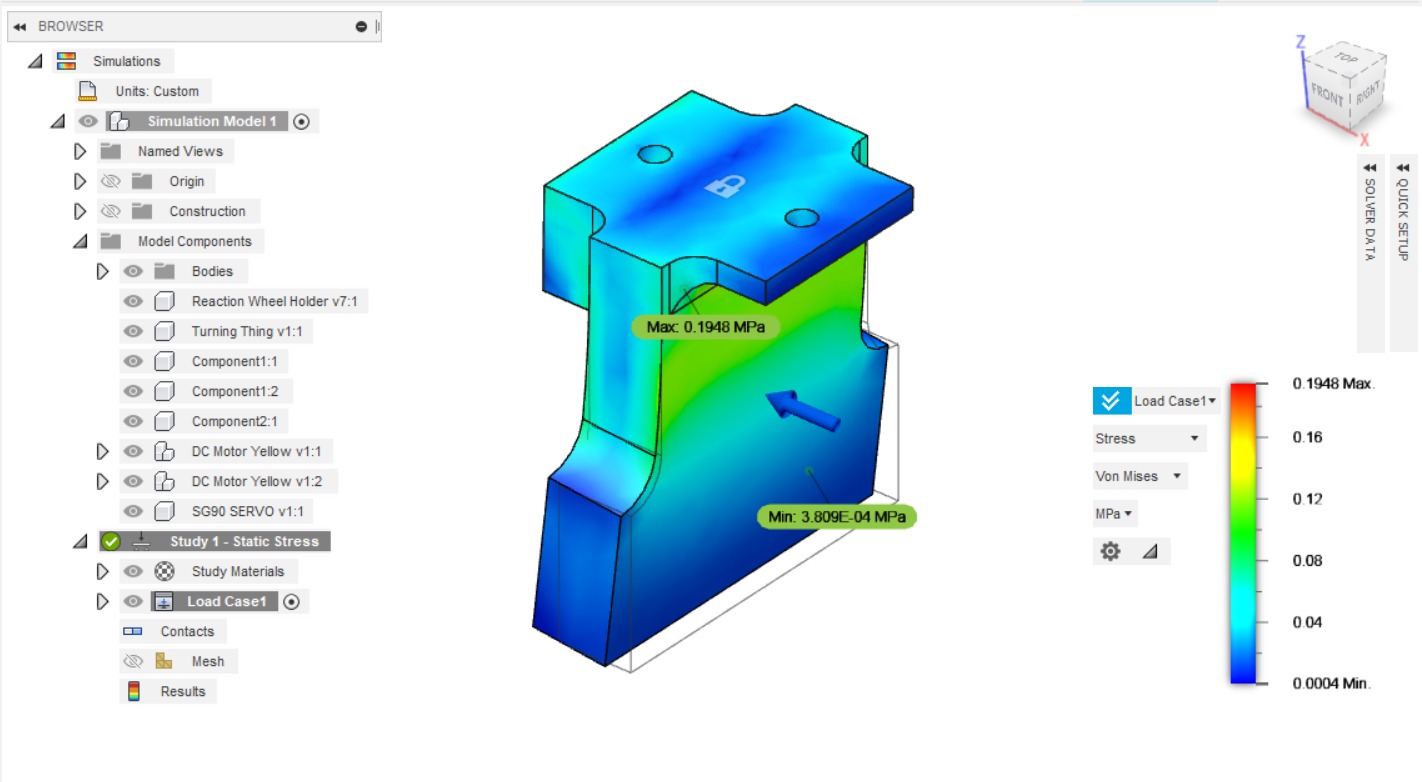 BROWSER
Simulations
Units: Custom
Simulation Model 1
Named Views
Origin
Construction
Model Components
Bodies
Reaction Wheel Holder v7:1
Turning Thing v1:1
Component1:1
Component1:2
Component2:1
DC Motor Yellow v1:1
DC Motor Yellow v1:2
SG90 SERVO v1:1
Study 1 - Static Stress
Study Materials
Load Case1
Contacts
Mesh
Results
Max: 0.1948 MPa
Min: 3.809E-04 MPa
Z
TOP
FRONT
RIGHT
X
SOLVER DATA
QUICK SETUP
Load Case1
Stress
Von Mises
MPa
0.1948 Max.
0.16
0.12
0.08
0.04
0.0004 Min.